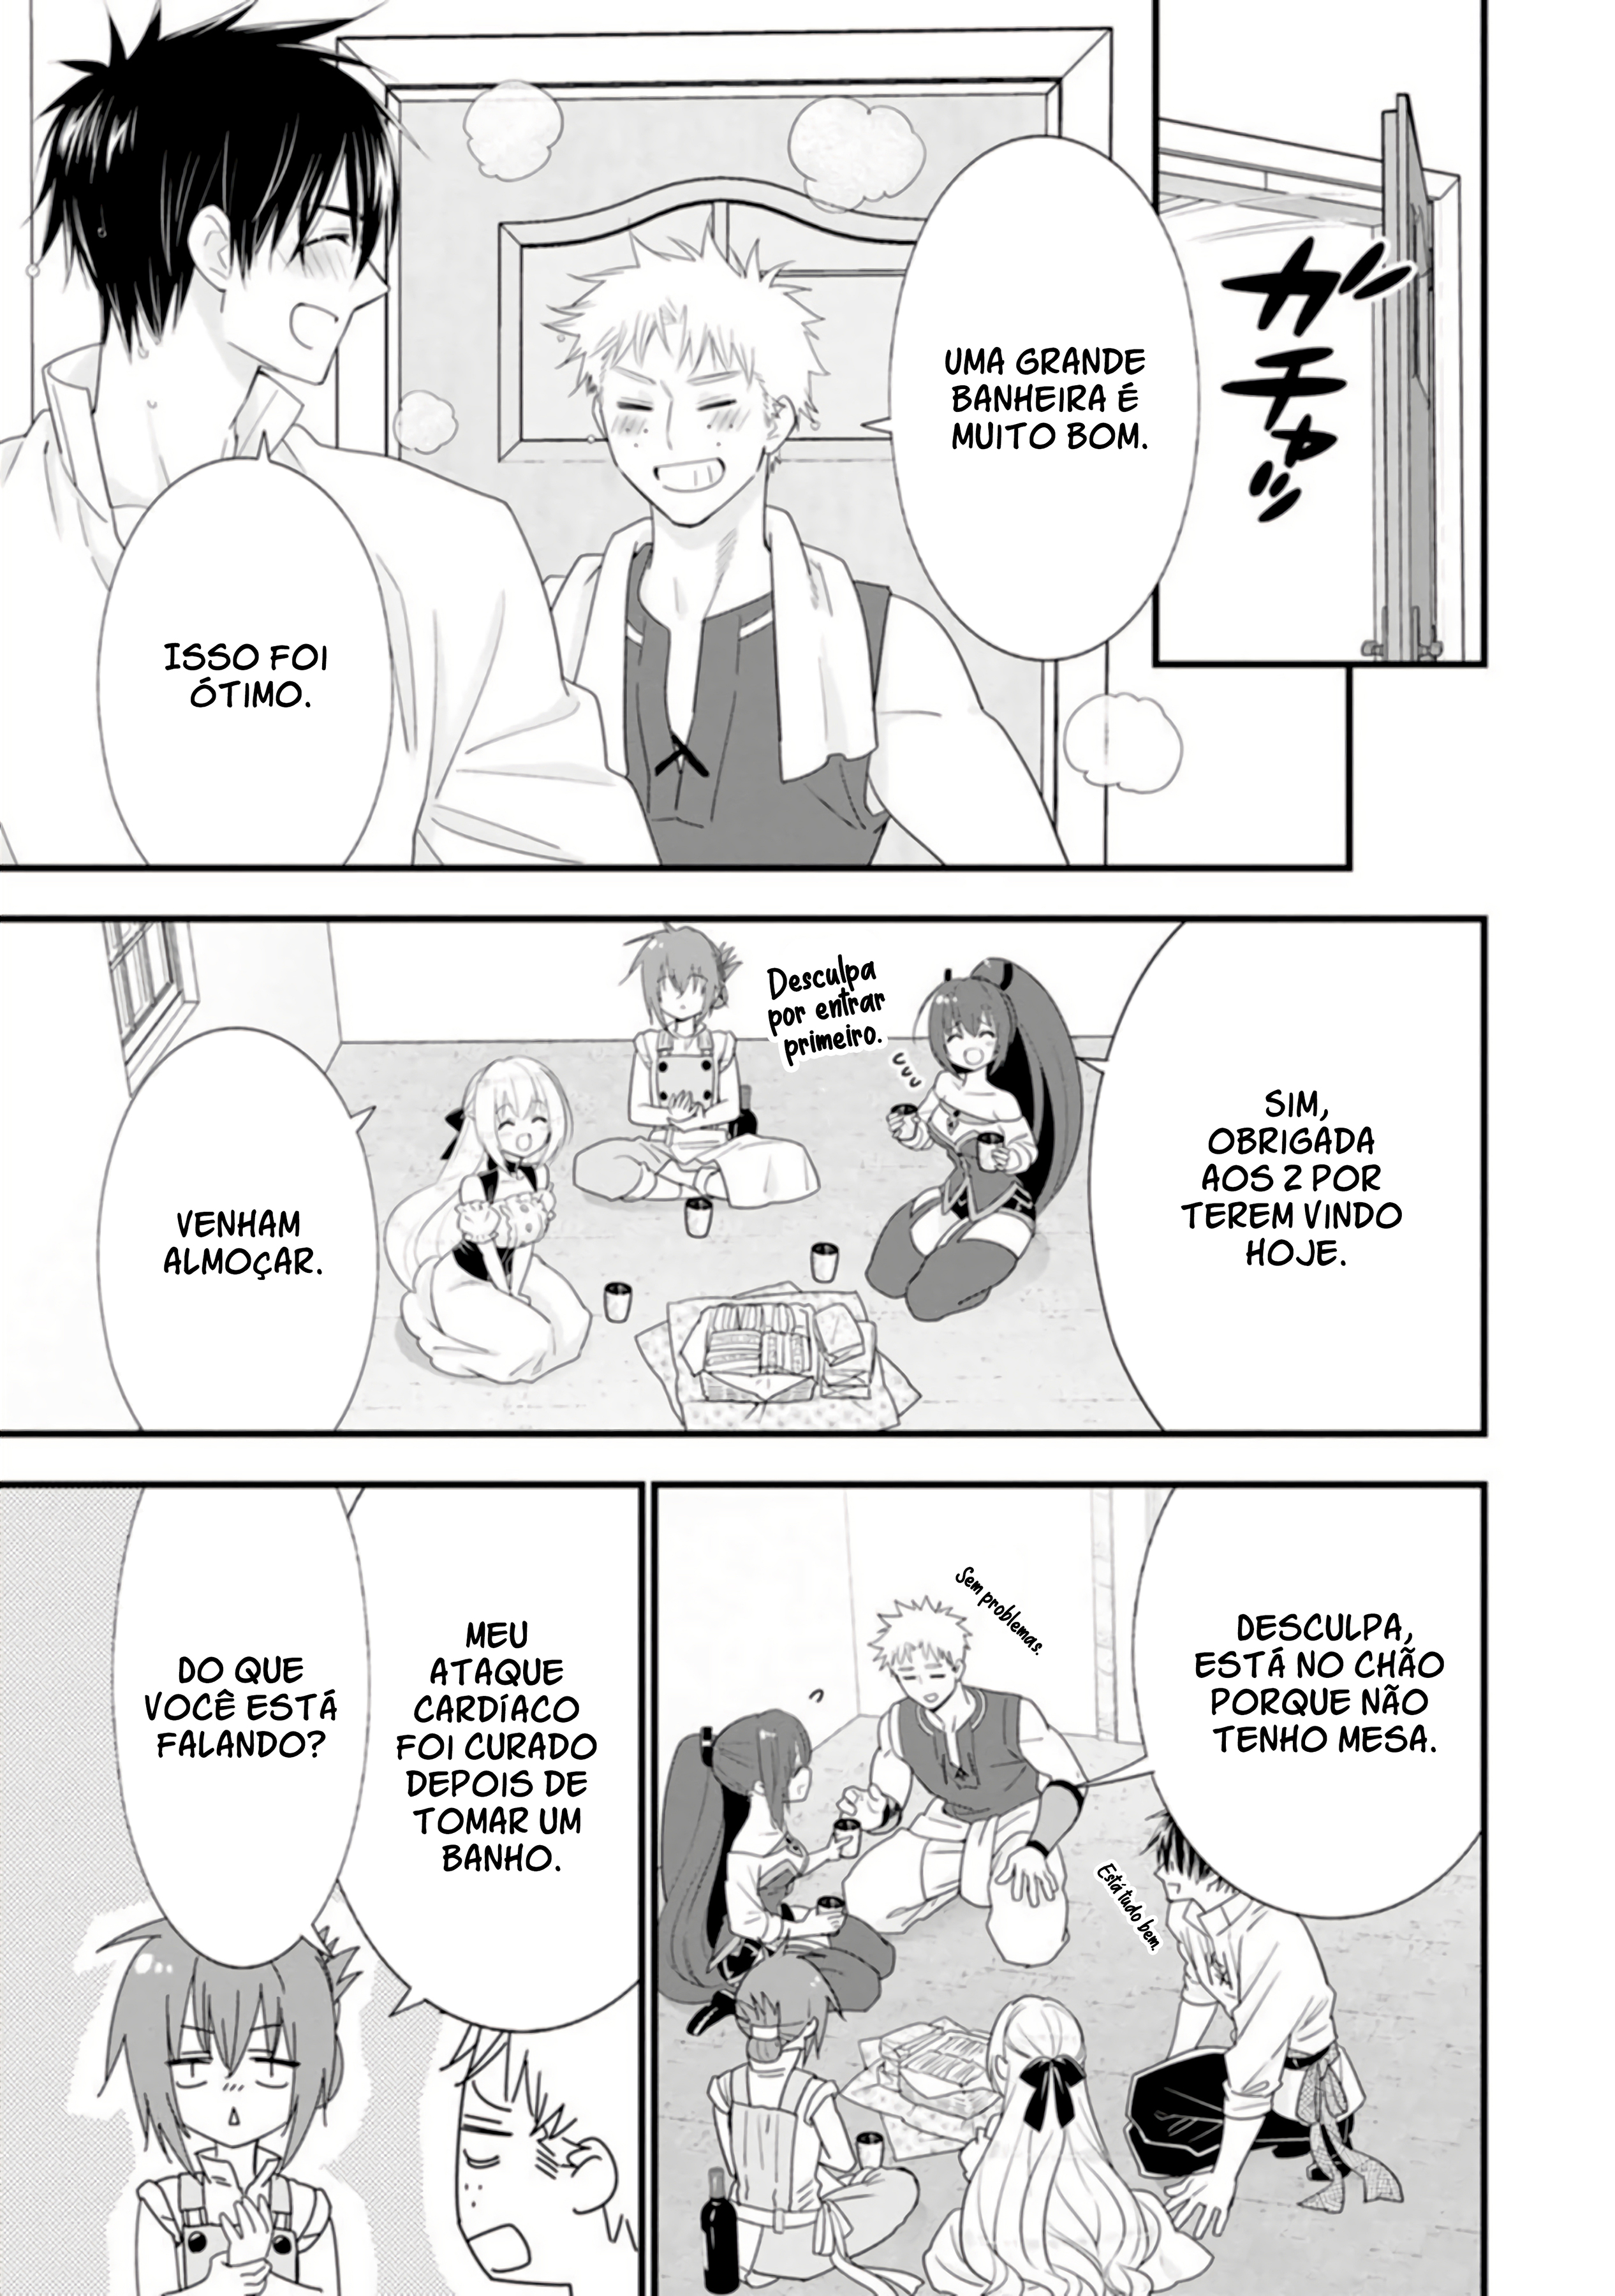 ガチャッ
UMA GRANDE
BANHEIRA É
MUITO BOM.
ISSO FOI
ÓTIMO.
SIM,
OBRIGADA
AOS 2 POR
TEREM VINDO
HOJE.
Desculpa
por entrar
primeiro.
VENHAM
ALMOÇAR.
DESCULPA,
ESTÁ NO CHÃO
PORQUE NÃO
TENHO MESA.
Sem problemas.
Está tudo bem.
MEU
ATAQUE
CARDÍACO
FOI CURADO
DEPOIS DE
TOMAR UM
BANHO.
DO QUE
VOCÊ ESTÁ
FALANDO?